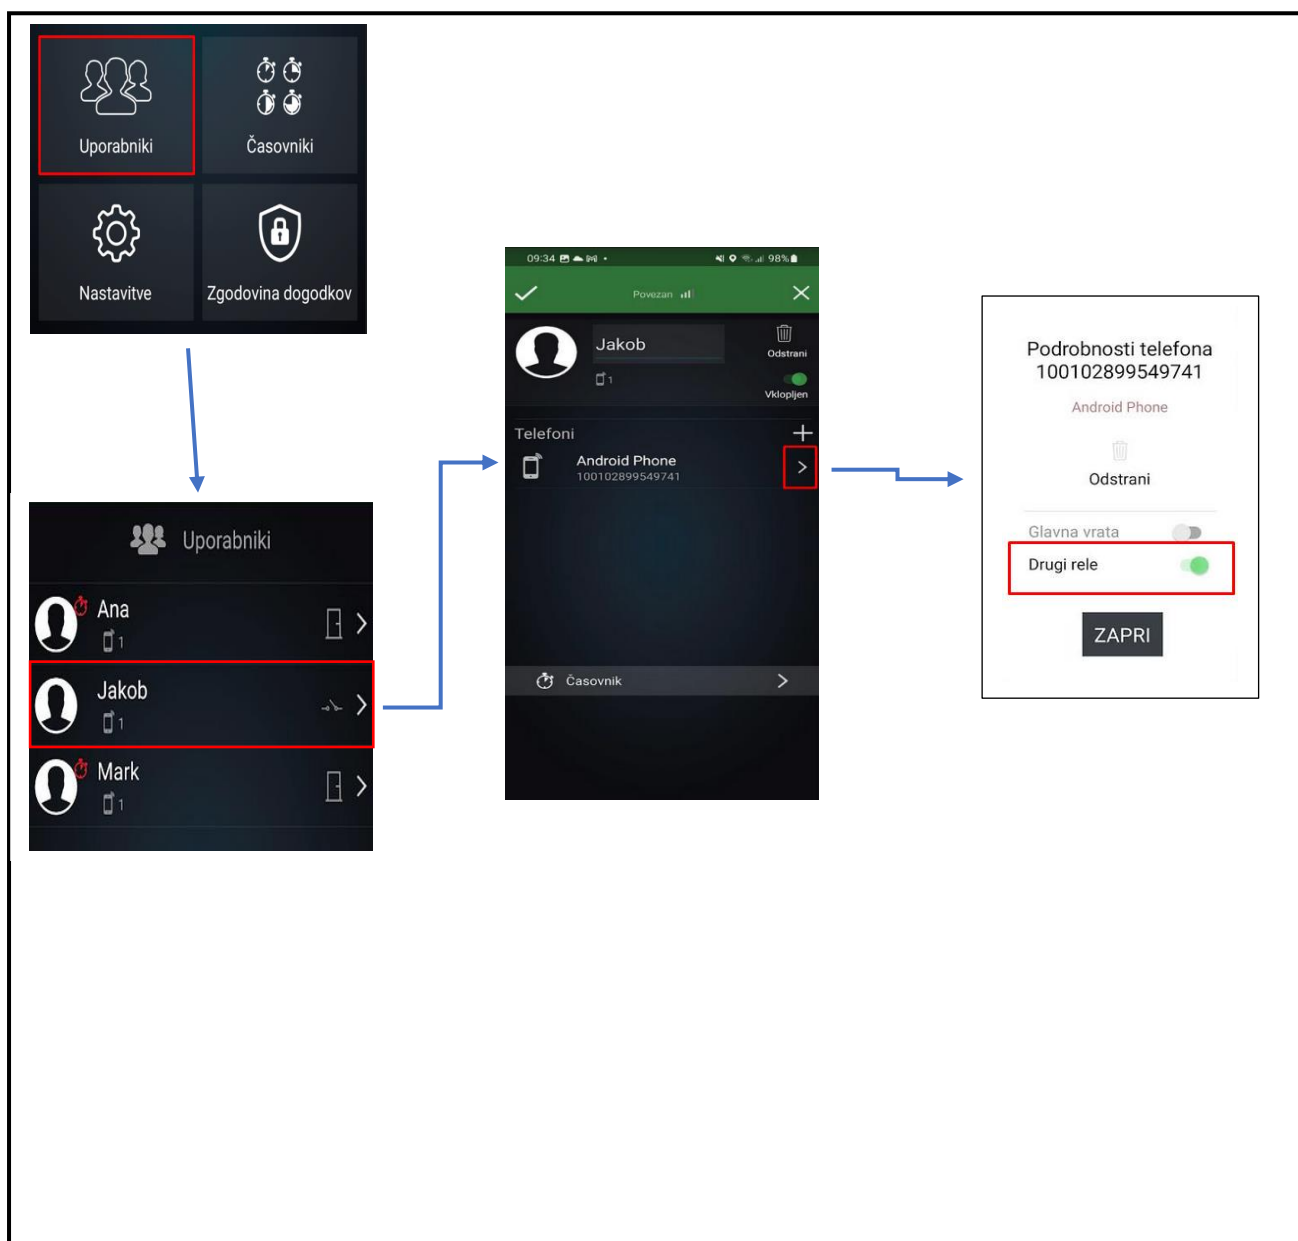 Uporabniki
Časovniki
Nastavitve
Zgodovina dogodkov
Uporabniki
Ana
1
Jakob
1
Mark
1
09:34
98%
Povezan
Jakob
Odstrani
1
Vklopljen
Telefoni
Android Phone
100102899549741
Časovnik
Podrobnosti telefona
100102899549741
Android Phone
Odstrani
Glavna vrata
Drugi rele
ZAPRI